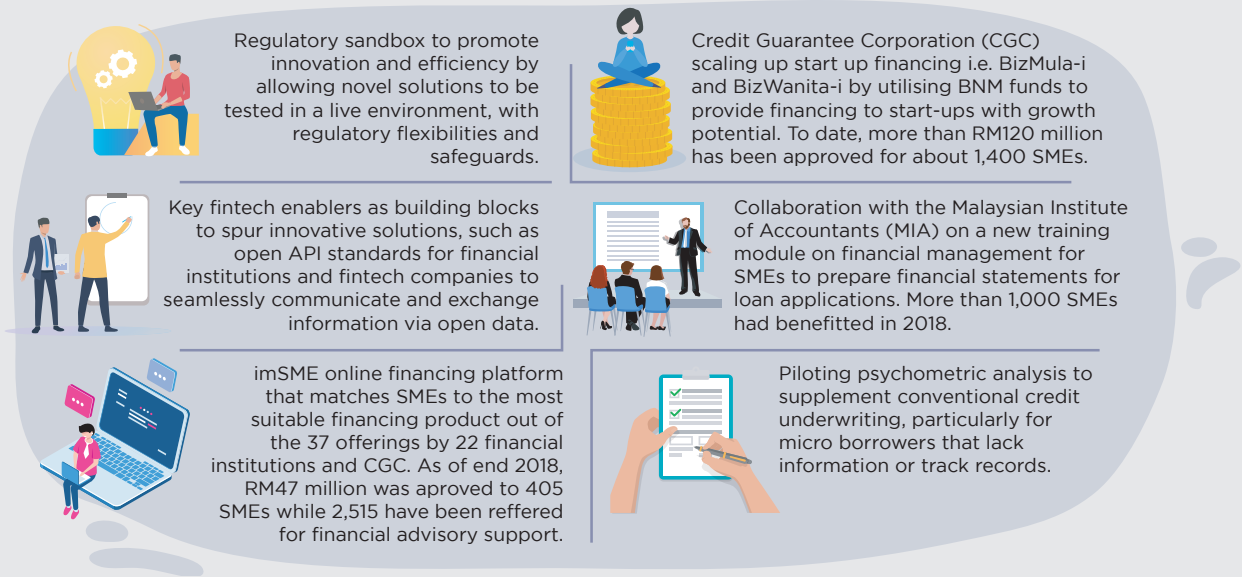 Regulatory sandbox to promote
innovation and efficiency by
allowing novel solutions to be
tested in a live environment, with
regulatory flexibilities and
safeguards.
Credit Guarantee Corporation (CGC)
scaling up start up financing i.e. BizMula-i
and BizWanita-i by utilising BNM funds to
provide financing to start-ups with growth
potential. To date, more than RM120 million
has been approved for about 1,400 SMEs.
Key fintech enablers as building blocks
to spur innovative solutions, such as
open API standards for financial
institutions and fintech companies to
seamlessly communicate and exchange
information via open data.
Collaboration with the Malaysian Institute
of Accountants (MIA) on a new training
module on financial management for
SMEs to prepare financial statements for
loan applications. More than 1,000 SMEs
had benefitted in 2018.
imSME online financing platform
that matches SMEs to the most
suitable financing product out of
the 37 offerings by 22 financial
institutions and CGC. As of end 2018,
RM47 million was aproved to 405
SMEs while 2,515 have been reffered
for financial advisory support.
Piloting psychometric analysis to
supplement conventional credit
underwriting, particularly for
micro borrowers that lack
information or track records.